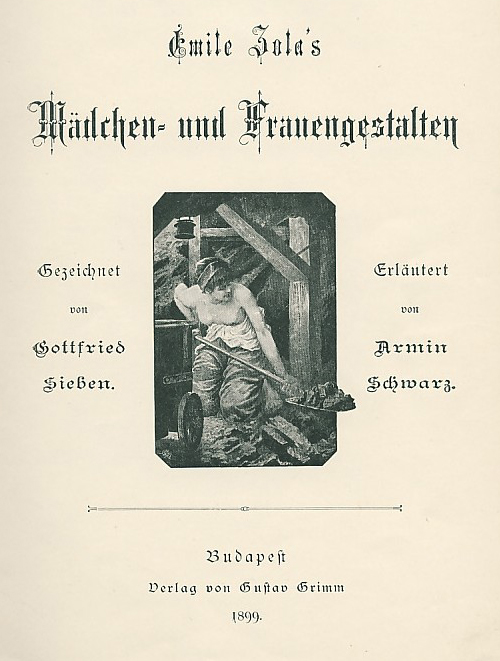 Emile Zola's
Mädchen- und Frauengestalten
Gezeichnet
von
Gottfried
Sieben.
Erläutert
von
Armin
Schwarz.
Budapest
Verlag von Gustav Grimm
1899.